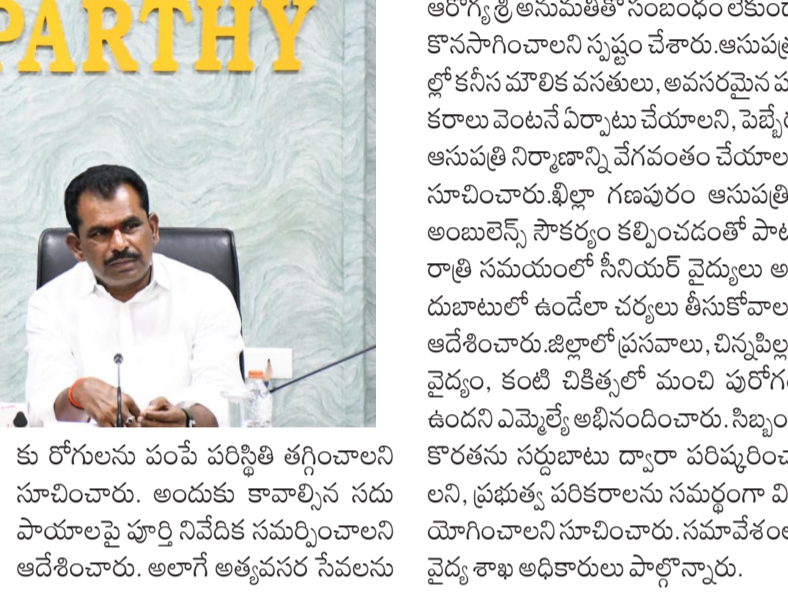 PARTHY
కు రోగులను పంపే పరిస్థితి తగ్గించాలని
సూచించారు. అందుకు కావాల్సిన సదు
పాయాలపై పూర్తి నివేదిక సమర్పించాలని
ఆదేశించారు. అలాగే అత్యవసర సేవలను
ఆరోగ్య శ్రీ అనుమతితో సంబంధం లేకుండ
కొనసాగించాలని స్పష్టం చేశారు.ఆసుపత్ర
ల్లో కనీస మౌలిక వసతులు, అవసరమైన ప
కరాలు వెంటనే ఏర్పాటు చేయాలని, పెబ్బేర
ఆసుపత్రి నిర్మాణాన్ని వేగవంతం చేయాల
సూచించారు.ఖిల్లా గణపురం ఆసుపత్రి
అంబులెన్స్ సౌకర్యం కల్పించడంతో పాట
రాత్రి సమయంలో సీనియర్ వైద్యులు అ
దుబాటులో ఉండేలా చర్యలు తీసుకోవాల
ఆదేశించారు.జిల్లాలో ప్రసవాలు, చిన్నపిల్ల
వైద్యం, కంటి చికిత్సలో మంచి పురోగ
ఉందని ఎమ్మెల్యే అభినందించారు. సిబ్బం
కొరతను సర్దుబాటు ద్వారా పరిష్కరించ
లని, ప్రభుత్వ పరికరాలను సమర్థంగా వి
యోగించాలని సూచించారు. సమావేశంల
వైద్య శాఖ అధికారులు పాల్గొన్నారు.